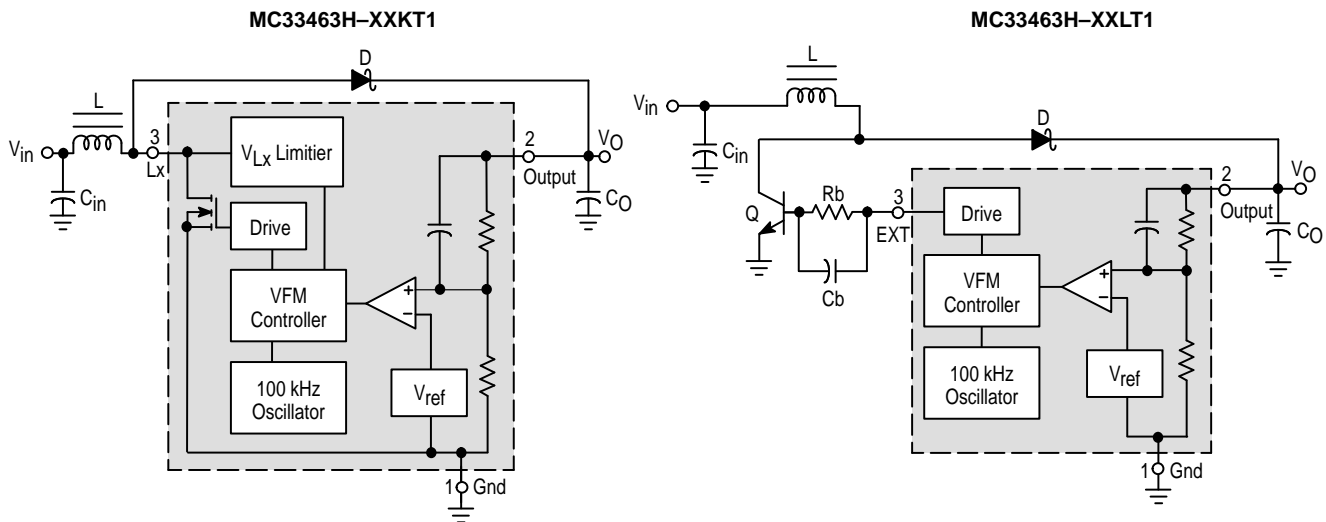 MC33463H–XXKT1
D
L
Vin
3
Lx
VLx Limitier
2
VO
Output
Cin
CO
Drive
VFM
Controller
+
–
100 kHz
Oscillator
Vref
1
Gnd
MC33463H–XXLT1
L
Vin
D
Cin
2
VO
Rb
3
Q
EXT
Drive
Output
CO
Cb
VFM
Controller
+
–
100 kHz
Oscillator
Vref
1
Gnd